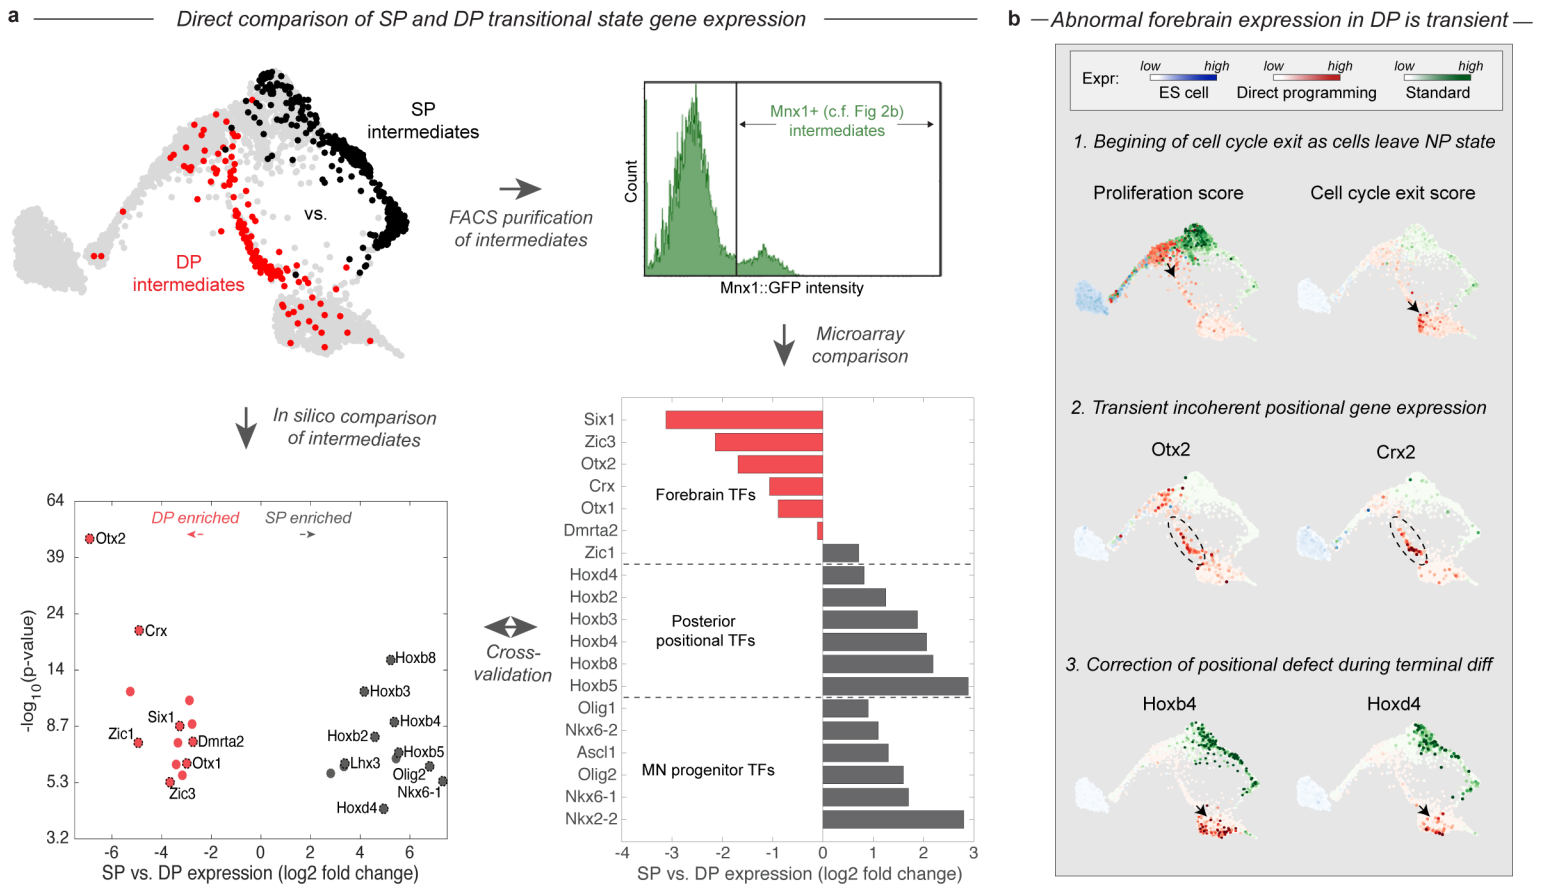 a
Direct comparison of SP and DP transitional state gene expression
SP
intermediates
vs.
DP
intermediates
FACS purification
of intermediates
Count
Mnx1+ (c.f. Fig 2b)
intermediates
Mnx1::GFP intensity
Microarray
comparison
In silico comparison
of intermediates
64
39
24
14
8.7
5.3
3.2
-log10(p-value)
DP enriched
SP enriched
Otx2
Crx
Hoxb8
Hoxb3
Six1
Hoxb4
Zic1
Dmrta2
Hoxb2
Hoxb5
Otx1
Lhx3
Olig2
Zic3
Nkx6-1
Hoxd4
-6
-4
-2
0
2
4
6
SP vs. DP expression (log2 fold change)
Cross-
validation
Six1
Zic3
Otx2
Crx
Otx1
Dmrta2
Zic1
Hoxd4
Hoxb2
Hoxb3
Hoxb4
Hoxb8
Hoxb5
Olig1
Nkx6-2
Ascl1
Olig2
Nkx6-1
Nkx2-2
Forebrain TFs
Posterior
positional TFs
MN progenitor TFs
-4
-3
-2
-1
0
1
2
3
SP vs. DP expression (log2 fold change)
b
Abnormal forebrain expression in DP is transient
Expr:
low
high
ES cell
low
high
Direct programming
low
high
Standard
1. Begining of cell cycle exit as cells leave NP state
Proliferation score
Cell cycle exit score
2. Transient incoherent positional gene expression
Otx2
Crx2
3. Correction of positional defect during terminal diff
Hoxb4
Hoxd4